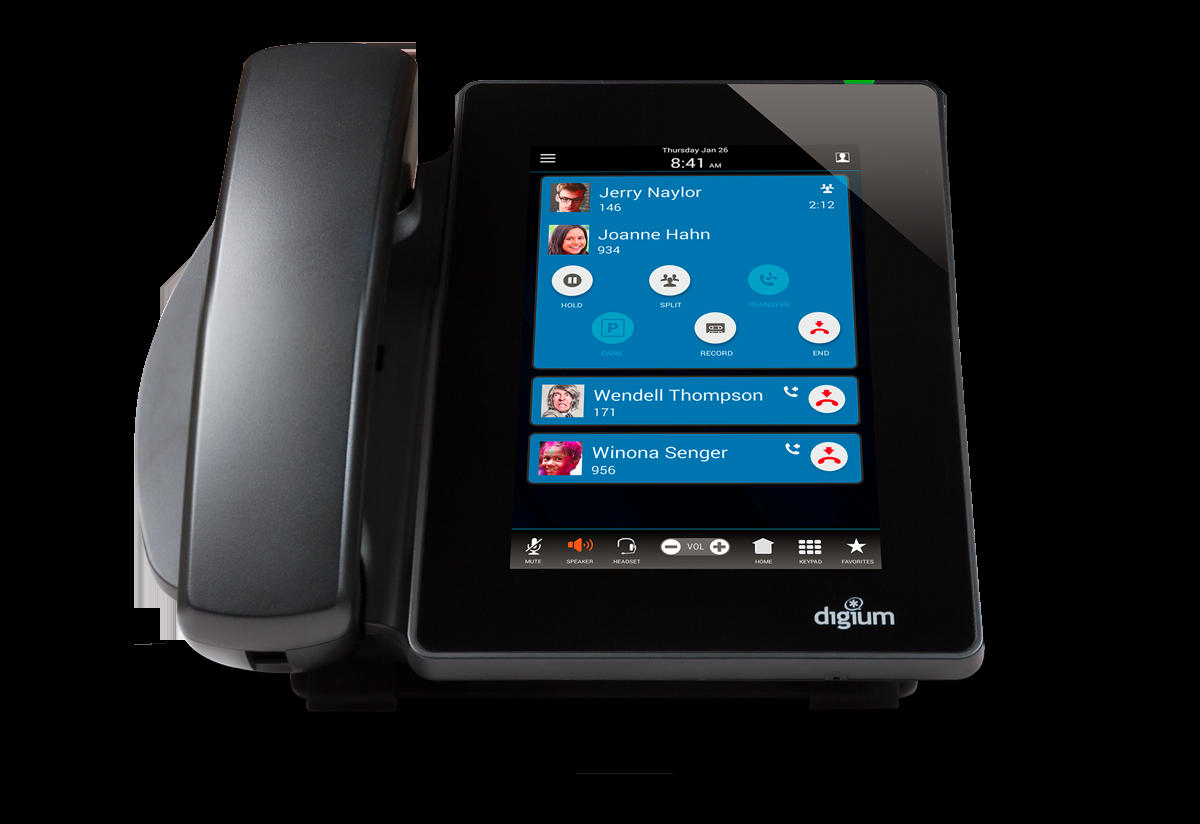 Thursday Jan 26
8:41 AM
Jerry Naylor
146
2:12
Joanne Hahn
934
HOLD
SPLIT
TRANSFER
PARK
P
RECORD
END
Wendell Thompson
171
Winona Senger
956
MUTE
SPEAKER
HEADSET
VOL
HOME
KEYPAD
FAVORITES
digium